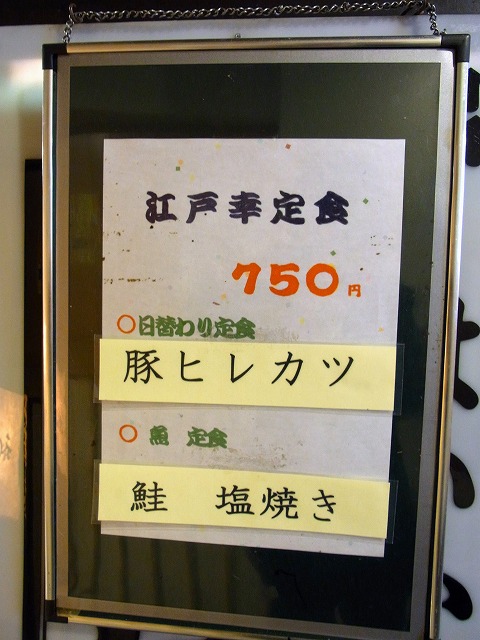 江戸幸定食
750円
○日替わり定食
豚ヒレカツ
○ 魚 定食
鮭 塩焼き